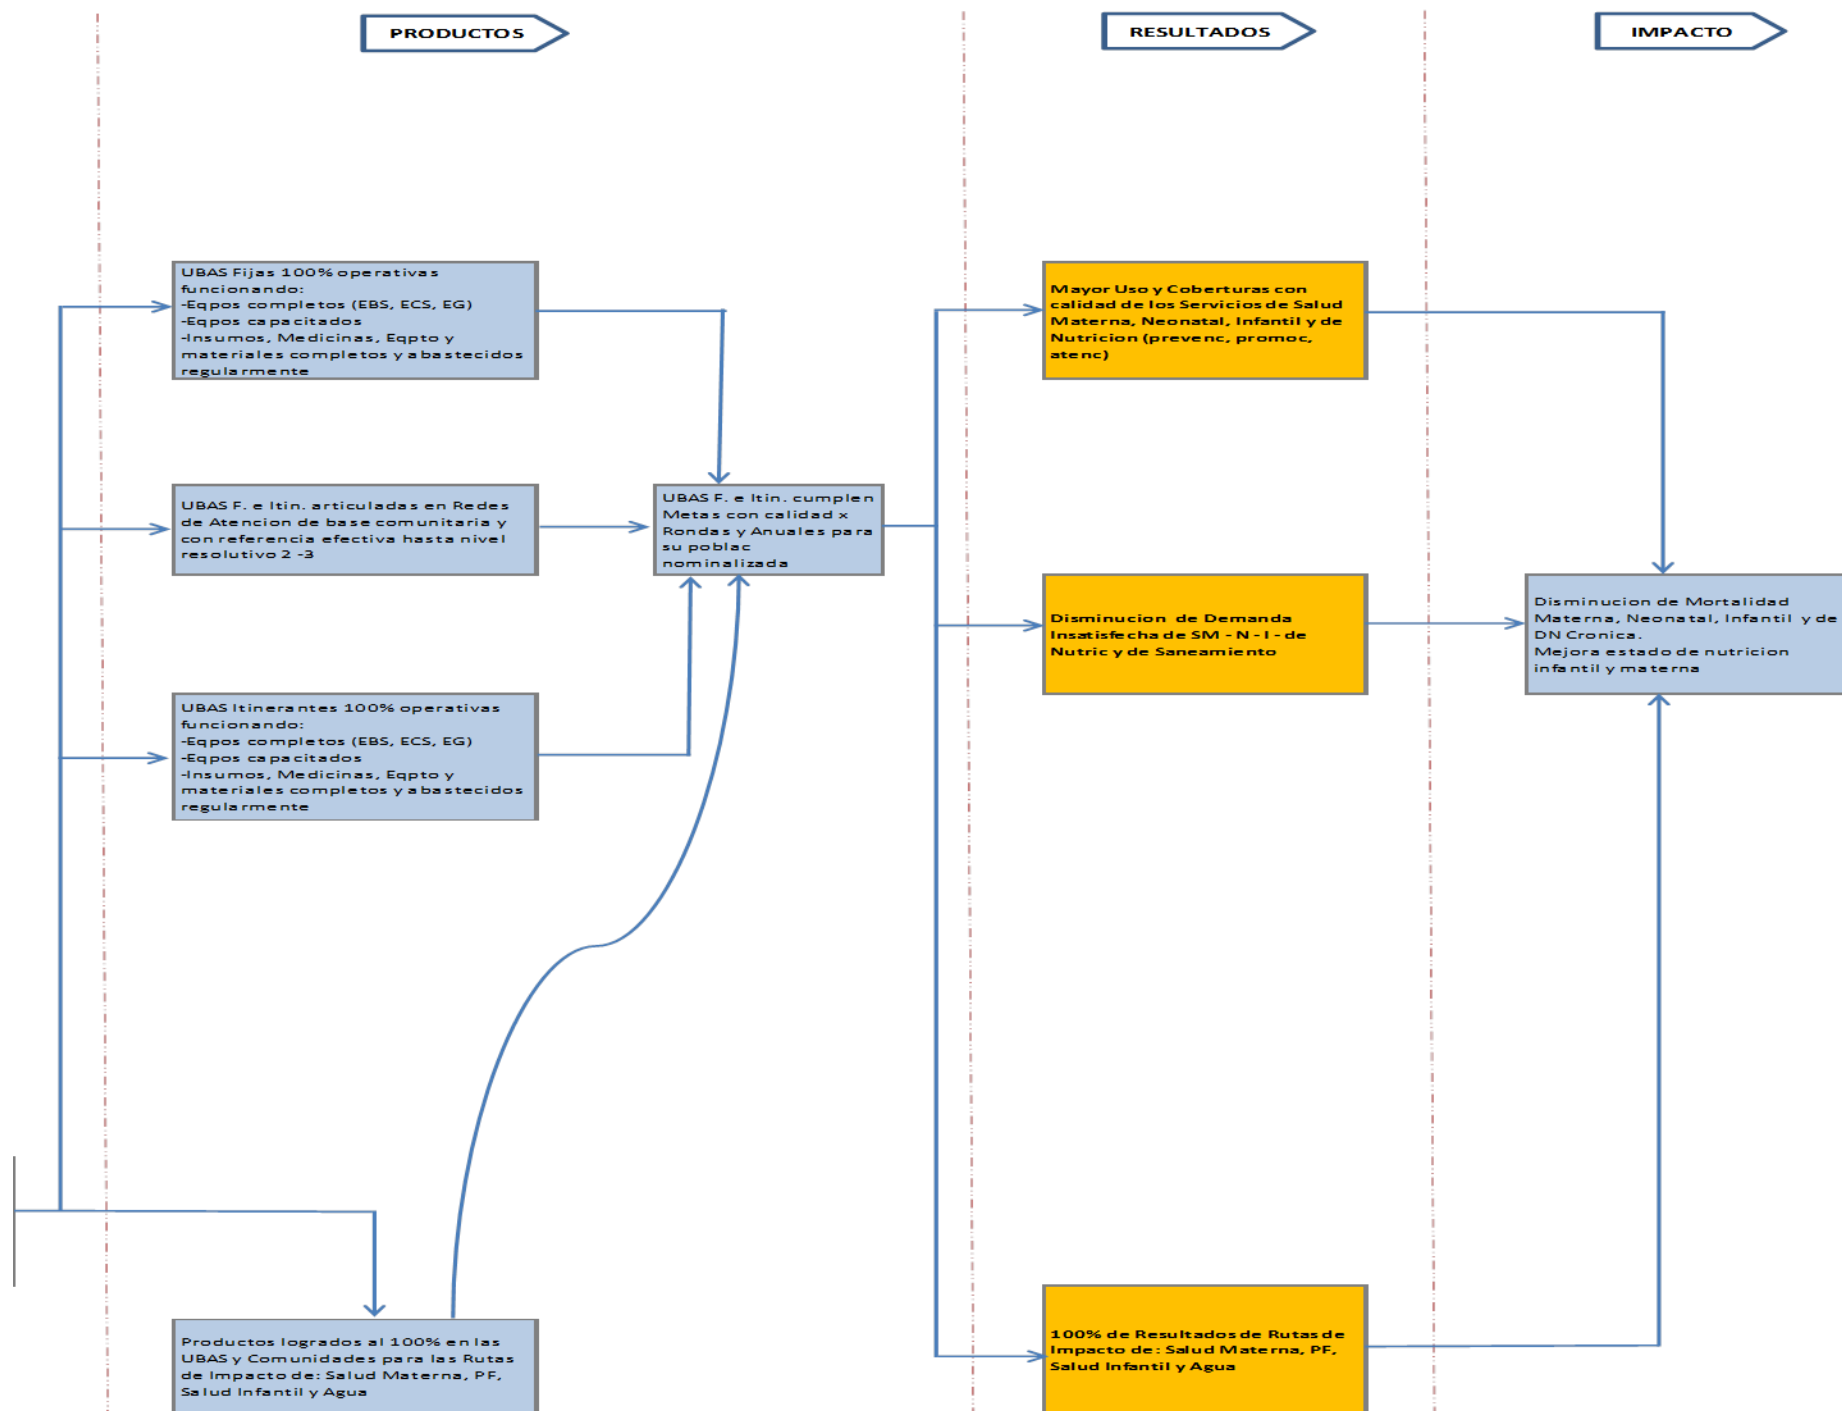 PRODUCTOS
RESULTADOS
IMPACTO
UBAS Fijas 100% operativas
funcionando:
-Eqpos completos (EBS, ECS, EG)
-Eqpos capacitados
-Insumos, Medicinas, Eqpto y
materiales completos y abastecidos
regularmente
UBAS F. e Itin. articuladas en Redes
de Atencion de base comunitaria y
con referencia efectiva hasta nivel
resolutivo 2 -3
UBAS Itinerantes 100% operativas
funcionando:
-Eqpos completos (EBS, ECS, EG)
-Eqpos capacitados
-Insumos, Medicinas, Eqpto y
materiales completos y abastecidos
regularmente
Productos logrados al 100% en las
UBAS y Comunidades para las Rutas
de Impacto de: Salud Materna, PF,
Salud Infantil y Agua
UBAS F. e Itin. cumplen
Metas con calidad x
Rondas y Anuales para
su poblac
nominalizada
Mayor Uso y Coberturas con
calidad de los Servicios de Salud
Materna, Neonatal, Infantil y de
Nutricion (prevenc, promoc,
atenc)
Disminucion de Demanda
Insatisfecha de SM - N - I - de
Nutric y de Saneamiento
100% de Resultados de Rutas de
Impacto de: Salud Materna, PF,
Salud Infantil y Agua
Disminucion de Mortalidad
Materna, Neonatal, Infantil y de
DN Cronica.
Mejora estado de nutricion
infantil y materna